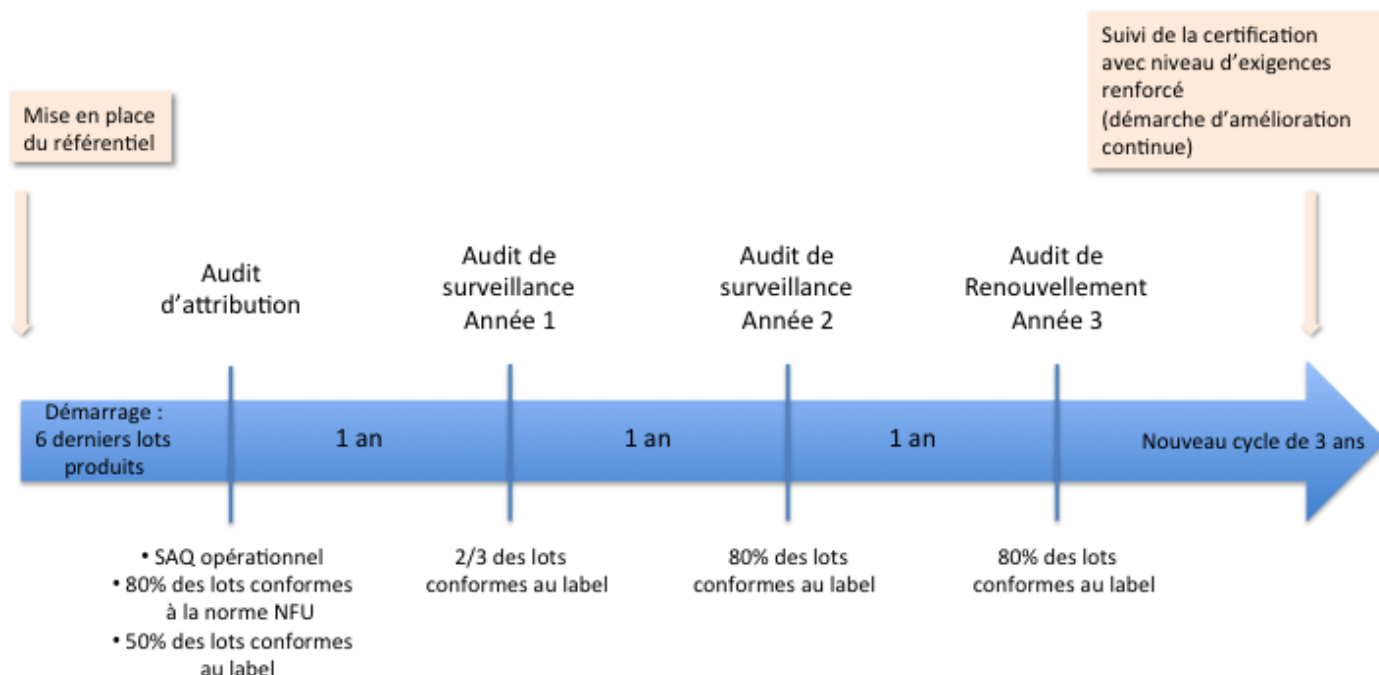 Mise en place
du référentiel
Suivi de la certification
avec niveau d'exigences
renforcé
(démarche d'amélioration
continue)
Audit
d'attribution
Audit de
surveillance
Année 1
Audit de
surveillance
Année 2
Audit de
Renouvellement
Année 3
Démarrage :
6 derniers lots
produits
1 an
1 an
1 an
Nouveau cycle de 3 ans
• SAQ opérationnel
• 80% des lots conformes
à la norme NFU
• 50% des lots conformes
au label
2/3 des lots
conformes au label
80% des lots
conformes au label
80% des lots
conformes au label